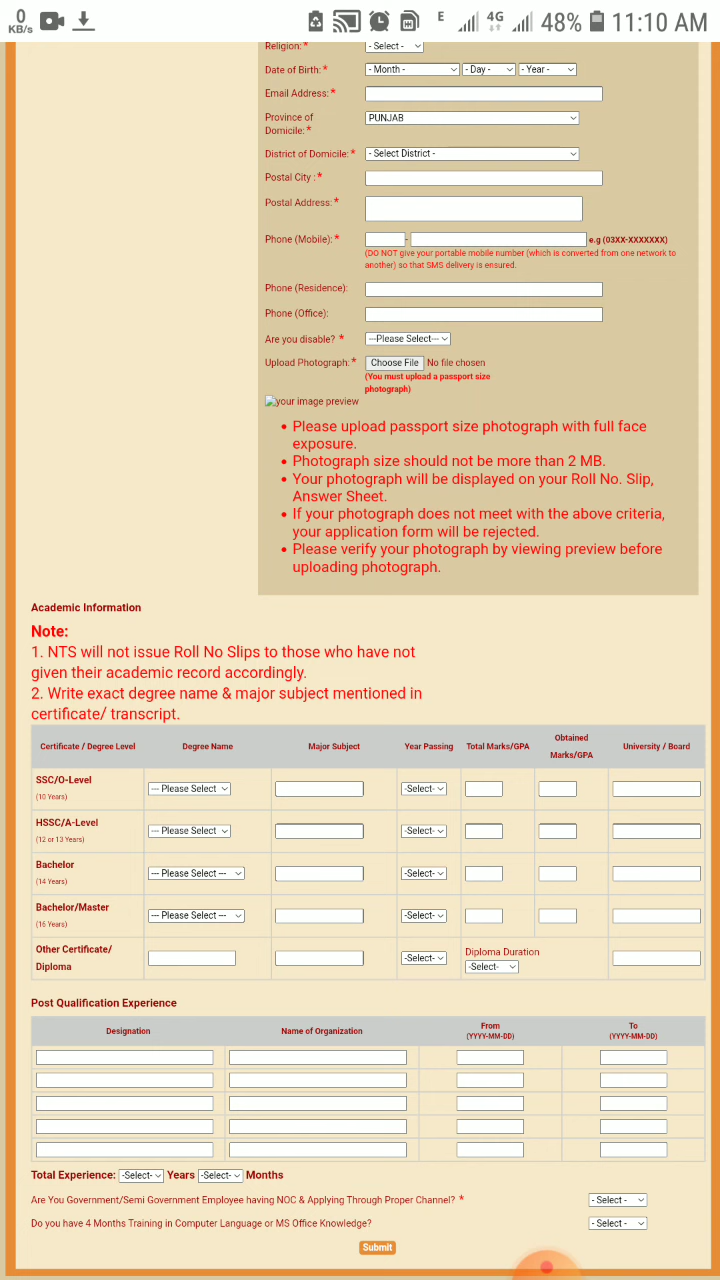 0 KB/s E 4G 48% 11:10 AM
Religion:* - Select -
Date of Birth:* - Month - - Day - - Year -
Email Address:*
Province of PUNJAB
Domicile:*
District of Domicile:* - Select District -
Postal City :*
Postal Address:*
Phone (Mobile):* - e.g (03XX-XXXXXXX)
(DO NOT give your portable mobile number (which is converted from one network to
another) so that SMS delivery is ensured.
Phone (Residence):
Phone (Office):
Are you disable? * ---Please Select---
Upload Photograph:* Choose File No file chosen
(You must upload a passport size
photograph)
your image preview
• Please upload passport size photograph with full face
exposure.
• Photograph size should not be more than 2 MB.
• Your photograph will be displayed on your Roll No. Slip,
Answer Sheet.
• If your photograph does not meet with the above criteria,
your application form will be rejected.
• Please verify your photograph by viewing preview before
uploading photograph.
Academic Information
Note:
1. NTS will not issue Roll No Slips to those who have not
given their academic record accordingly.
2. Write exact degree name & major subject mentioned in
certificate/ transcript.
Certificate / Degree Level Degree Name Major Subject Year Passing Total Marks/GPA Obtained Marks/GPA University / Board
SSC/O-Level --- Please Select -Select-
(10 Years)
HSSC/A-Level --- Please Select -Select-
(12 or 13 Years)
Bachelor --- Please Select --- -Select-
(14 Years)
Bachelor/Master --- Please Select --- -Select-
(16 Years)
Other Certificate/ -Select- Diploma Duration
Diploma -Select-
Post Qualification Experience
Designation Name of Organization From To
(YYYY-MM-DD) (YYYY-MM-DD)
Total Experience: -Select- Years -Select- Months
Are You Government/Semi Government Employee having NOC & Applying Through Proper Channel? * - Select -
Do you have 4 Months Training in Computer Language or MS Office Knowledge? - Select -
Submit